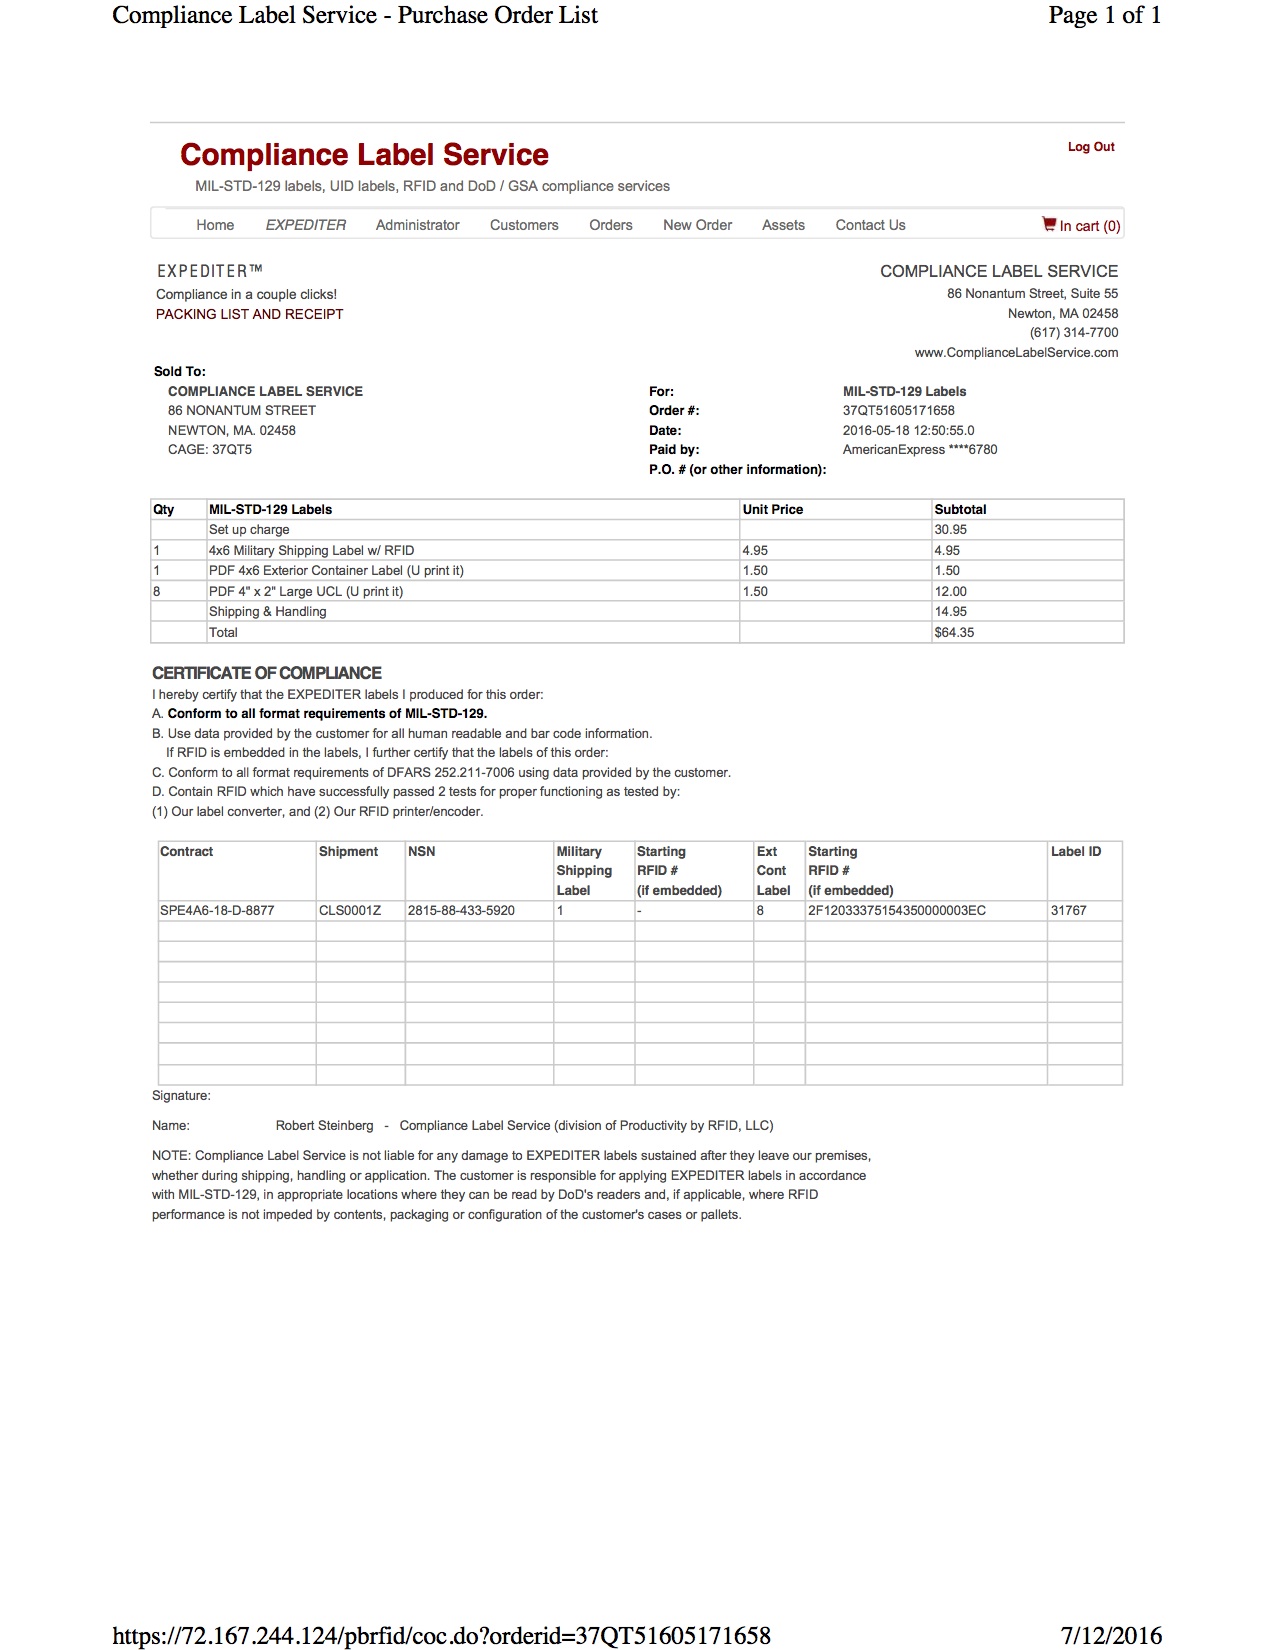 Compliance Label Service - Purchase Order List Page 1 of 1
Compliance Label Service
Log Out
MIL-STD-129 labels, UID labels, RFID and DoD / GSA compliance services
Home EXPEDITER Administrator Customers Orders New Order Assets Contact Us In cart (0)
EXPEDITER™
Compliance in a couple clicks!
PACKING LIST AND RECEIPT
COMPLIANCE LABEL SERVICE
86 Nonantum Street, Suite 55
Newton, MA 02458
(617) 314-7700
www.ComplianceLabelService.com
Sold To:
COMPLIANCE LABEL SERVICE
86 NONANTUM STREET
NEWTON, MA. 02458
CAGE: 37QT5
For: MIL-STD-129 Labels
Order #: 37QT51605171658
Date: 2016-05-18 12:50:55.0
Paid by: AmericanExpress ****6780
P.O. # (or other information):
Qty MIL-STD-129 Labels Unit Price Subtotal
Set up charge 30.95
1 4x6 Military Shipping Label w/ RFID 4.95 4.95
1 PDF 4x6 Exterior Container Label (U print it) 1.50 1.50
8 PDF 4" x 2" Large UCL (U print it) 1.50 12.00
Shipping & Handling 14.95
Total $64.35
CERTIFICATE OF COMPLIANCE
I hereby certify that the EXPEDITER labels I produced for this order:
A. Conform to all format requirements of MIL-STD-129.
B. Use data provided by the customer for all human readable and bar code information.
If RFID is embedded in the labels, I further certify that the labels of this order:
C. Conform to all format requirements of DFARS 252.211-7006 using data provided by the customer.
D. Contain RFID which have successfully passed 2 tests for proper functioning as tested by:
(1) Our label converter, and (2) Our RFID printer/encoder.
Contract Shipment NSN Military Starting Ext Starting Label ID
Shipping RFID # Cont RFID #
Label (if embedded) Label (if embedded)
SPE4A6-18-D-8877 CLS0001Z 2815-88-433-5920 1 - 8 2F12033375154350000003EC 31767
Signature:
Name: Robert Steinberg - Compliance Label Service (division of Productivity by RFID, LLC)
NOTE: Compliance Label Service is not liable for any damage to EXPEDITER labels sustained after they leave our premises,
whether during shipping, handling or application. The customer is responsible for applying EXPEDITER labels in accordance
with MIL-STD-129, in appropriate locations where they can be read by DoD's readers and, if applicable, where RFID
performance is not impeded by contents, packaging or configuration of the customer's cases or pallets.
https://72.167.244.124/pbrfid/coc.do?orderid=37QT51605171658 7/12/2016